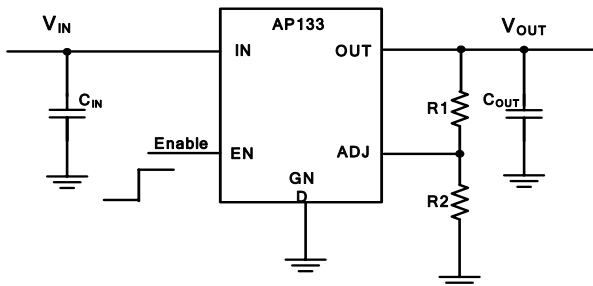 AP133
VIN
VOUT
IN
OUT
CIN
R1
COUT
Enable
EN
ADJ
GN
D
R2